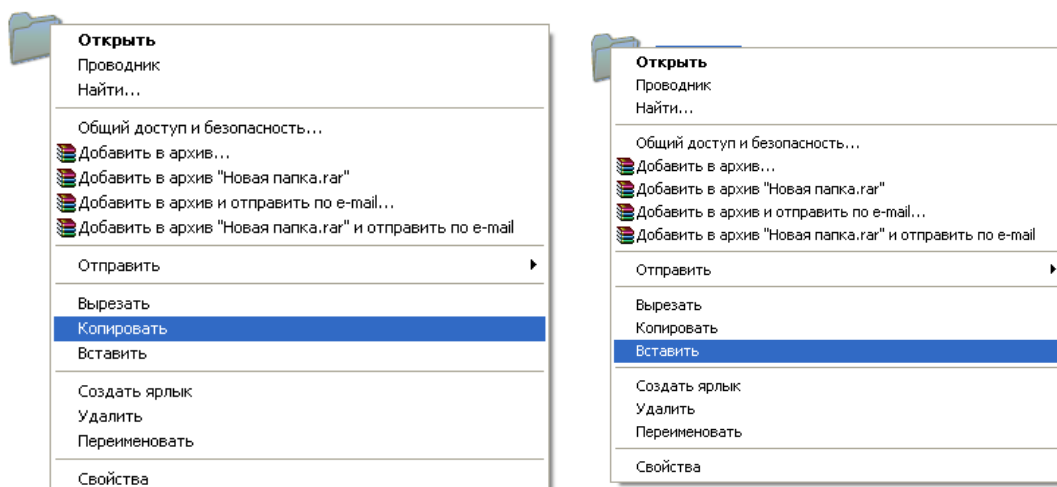 Открыть
Проводник
Найти...
Общий доступ и безопасность...
Добавить в архив...
Добавить в архив "Новая папка.rar"
Добавить в архив и отправить по e-mail...
Добавить в архив "Новая папка.rar" и отправить по e-mail
Отправить
Вырезать
Копировать
Вставить
Создать ярлык
Удалить
Переименовать
Свойства
Открыть
Проводник
Найти...
Общий доступ и безопасность...
Добавить в архив...
Добавить в архив "Новая папка.rar"
Добавить в архив и отправить по e-mail...
Добавить в архив "Новая папка.rar" и отправить по e-mail
Отправить
Вырезать
Копировать
Вставить
Создать ярлык
Удалить
Переименовать
Свойства